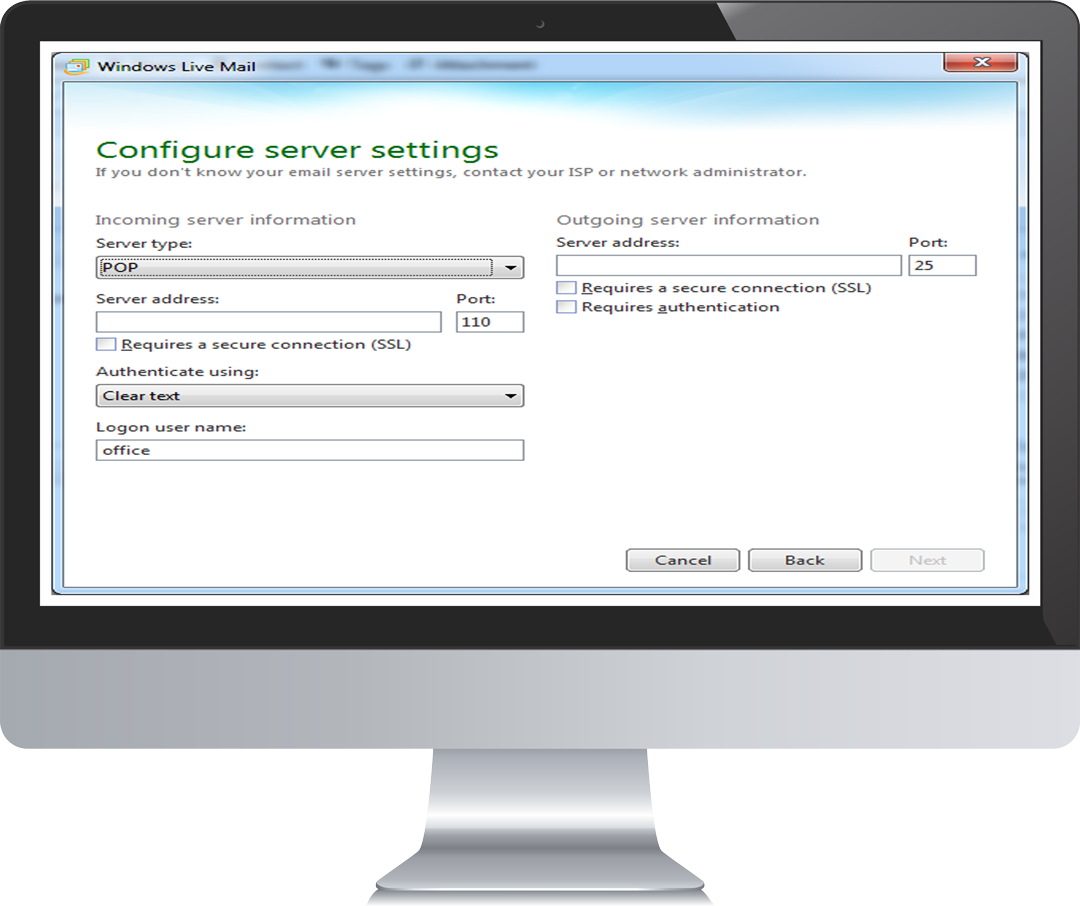 Windows Live Mail
Configure server settings
If you don't know your email server settings, contact your ISP or network administrator.
Incoming server information
Server type:
POP
Server address:
Port:
110
Requires a secure connection (SSL)
Authenticate using:
Clear text
Logon user name:
office
Outgoing server information
Server address:
Port:
25
Requires a secure connection (SSL)
Requires authentication
Cancel
Back
Next